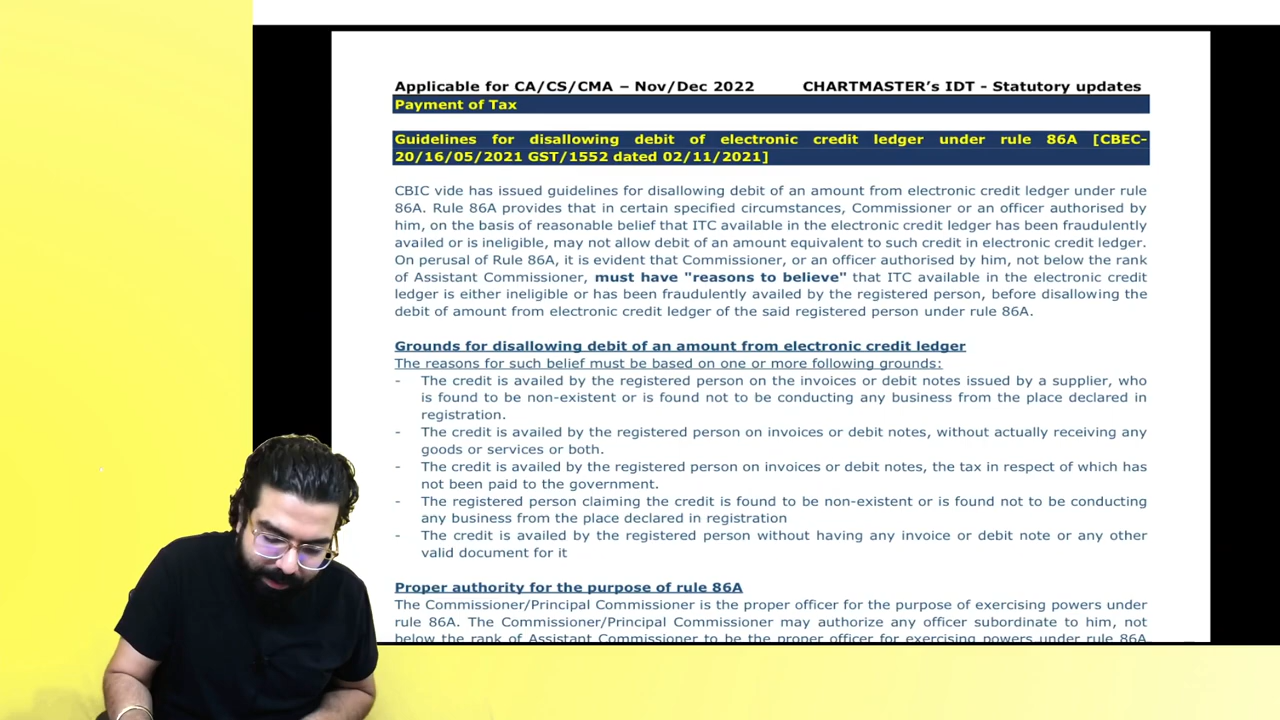 Applicable for CA/CS/CMA – Nov/Dec 2022 CHARTMASTER's IDT - Statutory updates
Payment of Tax
Guidelines for disallowing debit of electronic credit ledger under rule 86A [CBEC-
20/16/05/2021 GST/1552 dated 02/11/2021]
CBIC vide has issued guidelines for disallowing debit of an amount from electronic credit ledger under rule
86A. Rule 86A provides that in certain specified circumstances, Commissioner or an officer authorised by
him, on the basis of reasonable belief that ITC available in the electronic credit ledger has been fraudulently
availed or is ineligible, may not allow debit of an amount equivalent to such credit in electronic credit ledger.
On perusal of Rule 86A, it is evident that Commissioner, or an officer authorised by him, not below the rank
of Assistant Commissioner, must have "reasons to believe" that ITC available in the electronic credit
ledger is either ineligible or has been fraudulently availed by the registered person, before disallowing the
debit of amount from electronic credit ledger of the said registered person under rule 86A.
Grounds for disallowing debit of an amount from electronic credit ledger
The reasons for such belief must be based on one or more following grounds:
- The credit is availed by the registered person on the invoices or debit notes issued by a supplier, who
is found to be non-existent or is found not to be conducting any business from the place declared in
registration.
- The credit is availed by the registered person on invoices or debit notes, without actually receiving any
goods or services or both.
- The credit is availed by the registered person on invoices or debit notes, the tax in respect of which has
not been paid to the government.
- The registered person claiming the credit is found to be non-existent or is found not to be conducting
any business from the place declared in registration
- The credit is availed by the registered person without having any invoice or debit note or any other
valid document for it
Proper authority for the purpose of rule 86A
The Commissioner/Principal Commissioner is the proper officer for the purpose of exercising powers under
rule 86A. The Commissioner/Principal Commissioner may authorize any officer subordinate to him, not
below the rank of Assistant Commissioner to be the proper officer for exercising powers under rule 86A.